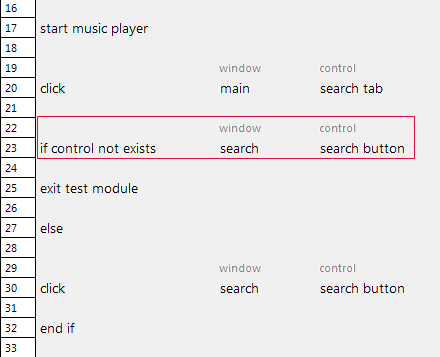 16
17 start music player
18
19 window control
20 click main search tab
21
22 window control
23 if control not exists search search button
24
25 exit test module
26
27 else
28
29 window control
30 click search search button
31
32 end if
33